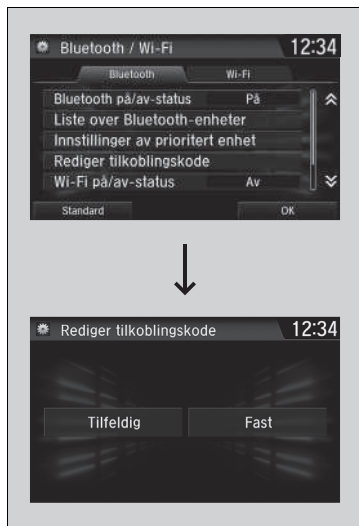 Bluetooth / Wi-Fi 12:34
Bluetooth Wi-Fi
Bluetooth på/av-status På
Liste over Bluetooth-enheter
Innstillinger av prioritert enhet
Rediger tilkoblingskode
Wi-Fi på/av-status Av
Standard OK
Rediger tilkoblingskode 12:34
Tilfeldig Fast